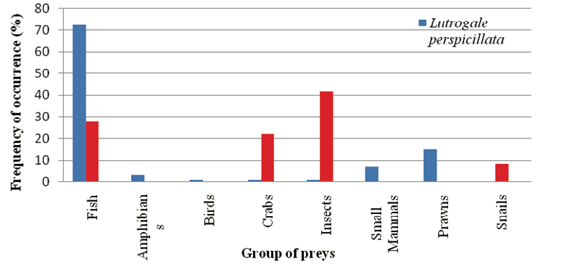 80
70
60
50
40
30
20
10
0
Frequency of occurrence (%)
Lutrogale
perspicillata
Fish
Amphibian
s
Birds
Crabs
Insects
Small
Mammals
Prawns
Snails
Group of preys